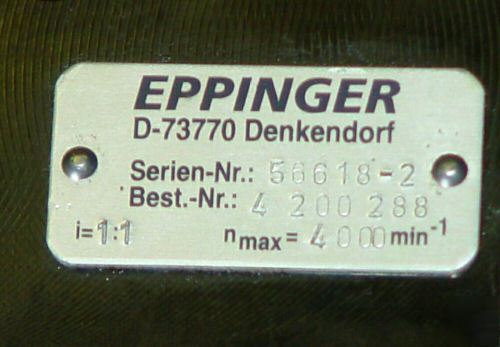 EPPINGER
D-73770 Denkendorf
Serien-Nr.: 56618-2
Best.-Nr.: 4 200 288
i=1:1 nmax= 4000 min-1